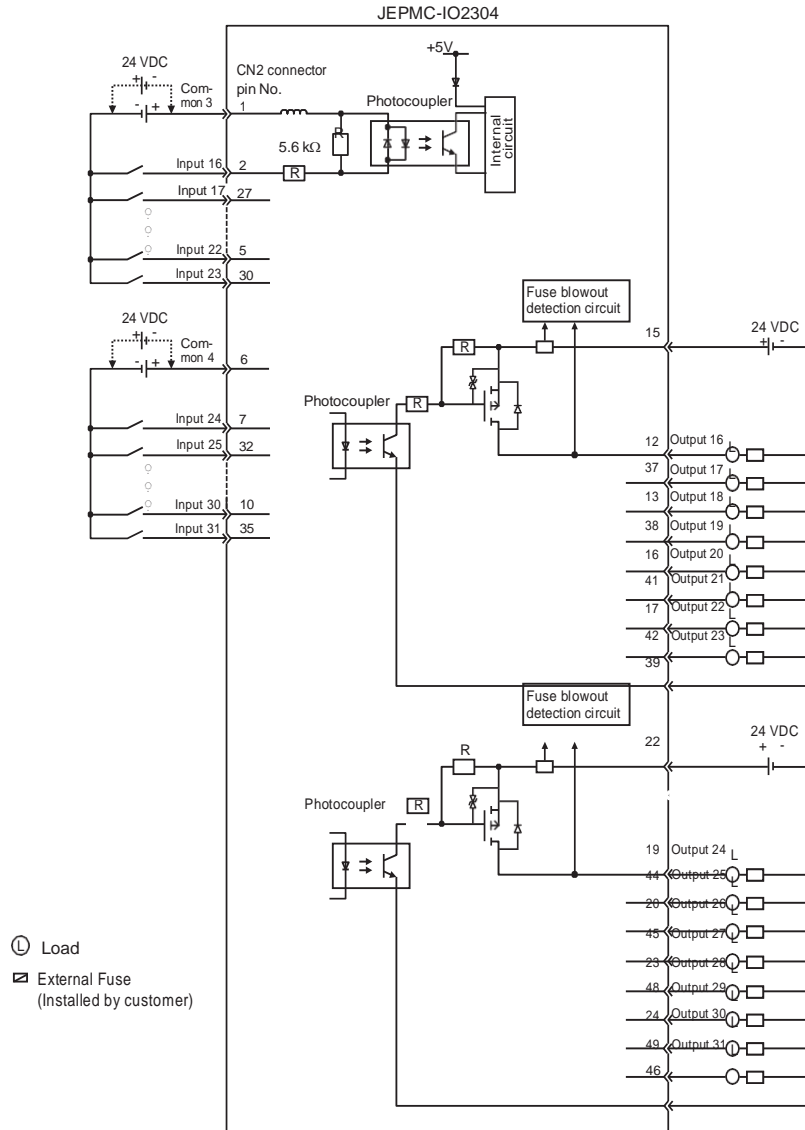 JEPMC-IO2304
+5V
24 VDC
+ -
- +
Com-
mon 3
CN2 connector
pin No.
1
Photocoupler
Internal
circuit
R
5.6 kΩ
R
Input 16 2
Input 17 27
Input 22 5
Input 23 30
24 VDC
+ -
- +
Com-
mon 4
6
Input 24 7
Input 25 32
Input 30 10
Input 31 35
Fuse blowout
detection circuit
15
24 VDC
+ -
R
Photocoupler
R
12 Output 16 L
37 Output 17 L
13 Output 18 L
38 Output 19 L
16 Output 20 L
41 Output 21 L
17 Output 22 L
42 Output 23 L
39
Fuse blowout
detection circuit
22
24 VDC
+ -
R
Photocoupler
R
19 Output 24 L
44 Output 25 L
20 Output 26 L
45 Output 27 L
23 Output 28 L
48 Output 29 L
24 Output 30 L
49 Output 31 L
46
L Load
External Fuse
(Installed by customer)